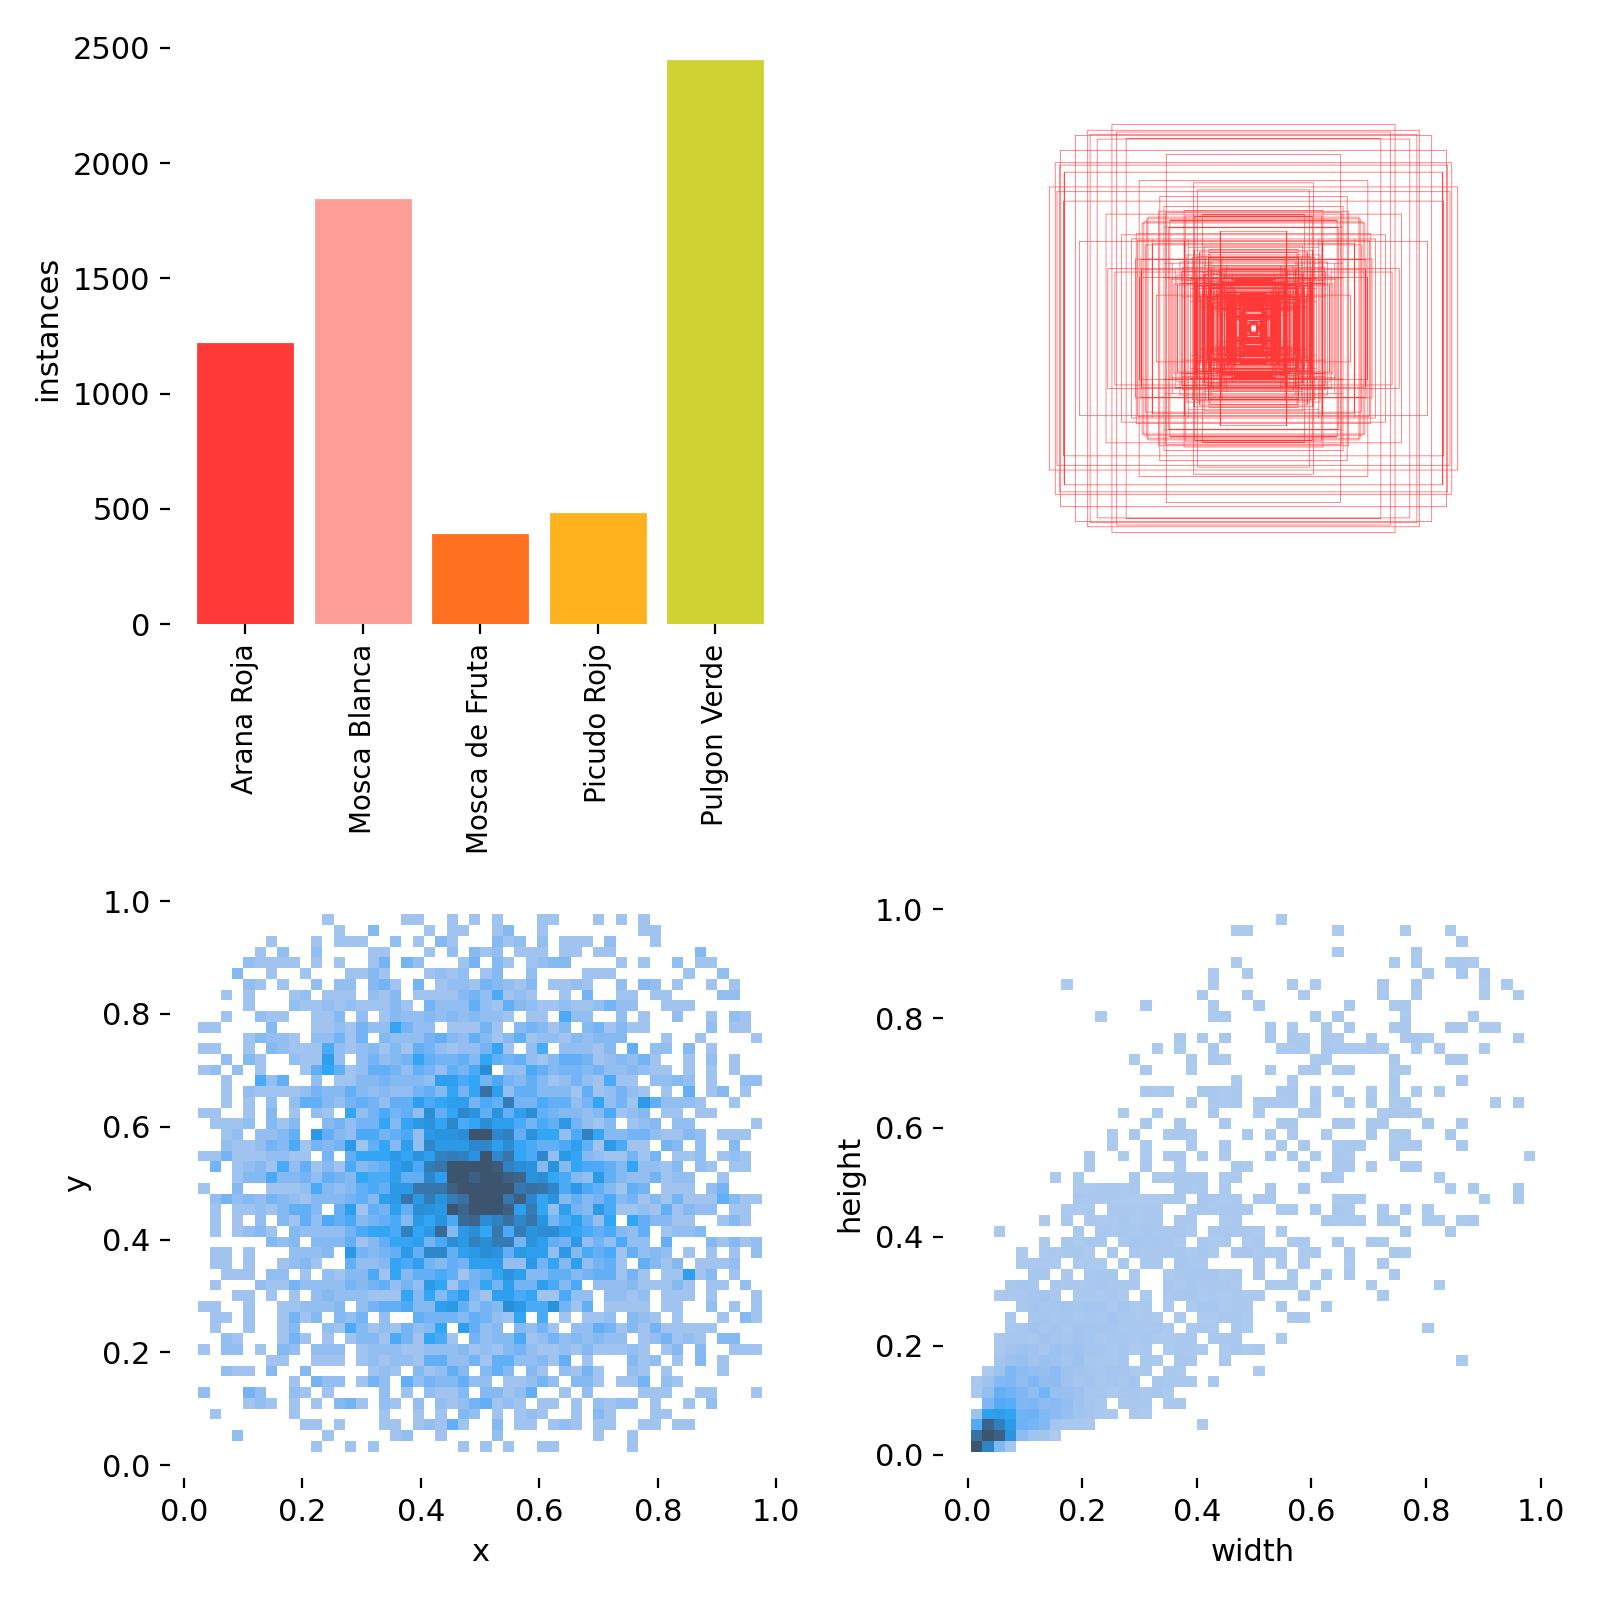 2500
2000
1500
1000
500
0
instances
Arana Roja
Mosca Blanca
Mosca de Fruta
Picudo Rojo
Pulgon Verde
1.0
0.8
0.6
0.4
0.2
0.0
y
0.0 0.2 0.4 0.6 0.8 1.0
x
1.0
0.8
0.6
0.4
0.2
0.0
height
0.0 0.2 0.4 0.6 0.8 1.0
width